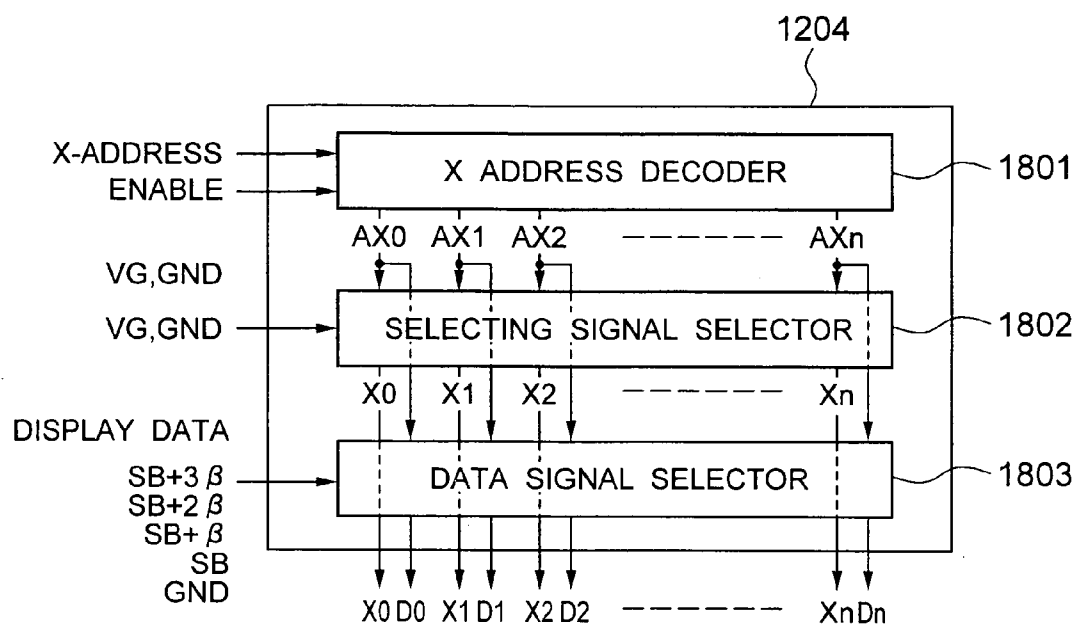 1204
X-ADDRESS
ENABLE
X ADDRESS DECODER
1801
AX0 AX1 AX2 AXn
VG,GND
VG,GND
SELECTING SIGNAL SELECTOR
1802
X0 X1 X2 Xn
DISPLAY DATA
SB+3β
SB+2β
SB+β
SB
GND
DATA SIGNAL SELECTOR
1803
X0 D0 X1 D1 X2 D2 Xn Dn